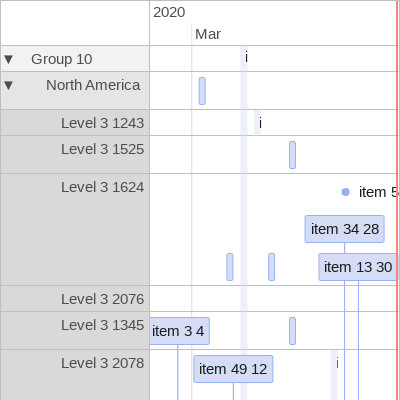 2020
Mar
▼ Group 10
i
▼ North America
Level 3 1243
i
Level 3 1525
Level 3 1624
item 5
item 34 28
item 13 30
Level 3 2076
Level 3 1345
item 3 4
Level 3 2078
item 49 12
i